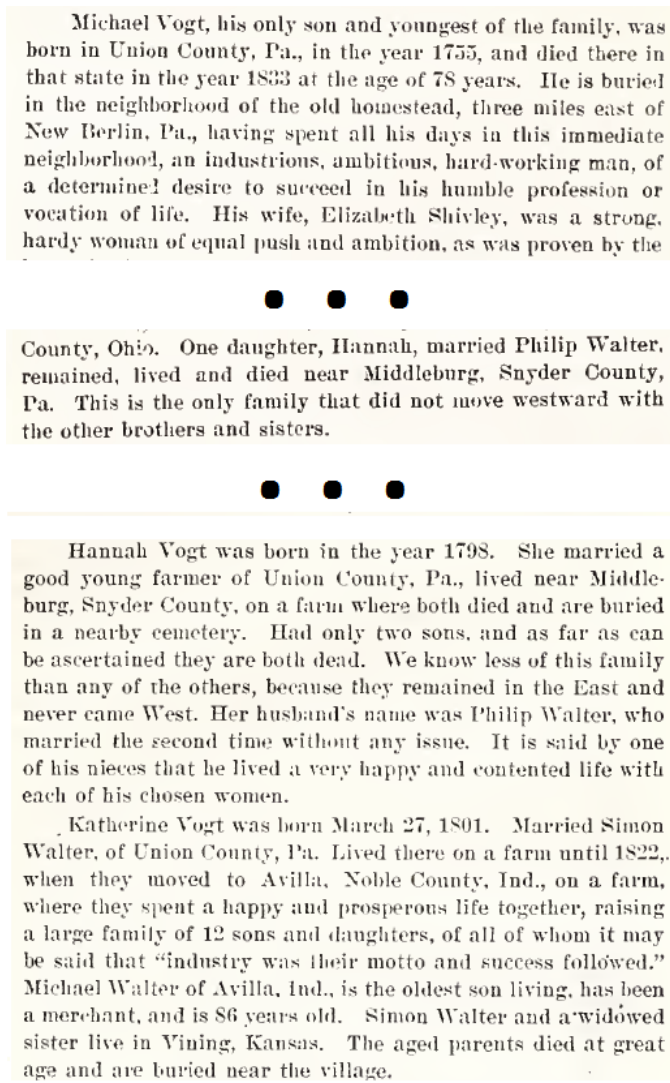 Michael Vogt, his only son and youngest of the family, was
born in Union County, Pa., in the year 1755, and died there in
that state in the year 1833 at the age of 78 years. He is buried
in the neighborhood of the old homestead, three miles east of
New Berlin, Pa., having spent all his days in this immediate
neighborhood, an industrious, ambitious, hard-working man, of
a determined desire to succeed in his humble profession or
vocation of life. His wife, Elizabeth Shivley, was a strong,
hardy woman of equal push and ambition, as was proven by the
County, Ohio. One daughter, Hannah, married Philip Walter,
remained, lived and died near Middleburg, Snyder County,
Pa. This is the only family that did not move westward with
the other brothers and sisters.
Hannah Vogt was born in the year 1798. She married a
good young farmer of Union County, Pa., lived near Middle-
burg, Snyder County, on a farm where both died and are buried
in a nearby cemetery. Had only two sons, and as far as can
be ascertained they are both dead. We know less of this family
than any of the others, because they remained in the East and
never came West. Her husband's name was Philip Walter, who
married the second time without any issue. It is said by one
of his nieces that he lived a very happy and contented life with
each of his chosen women.
Katherine Vogt was born March 27, 1801. Married Simon
Walter, of Union County, Pa. Lived there on a farm until 1822,
when they moved to Avilla, Noble County, Ind., on a farm,
where they spent a happy and prosperous life together, raising
a large family of 12 sons and daughters, of all of whom it may
be said that "industry was their motto and success followed."
Michael Walter of Avilla, Ind., is the oldest son living, has been
a merchant, and is 86 years old. Simon Walter and a widowed
sister live in Vining, Kansas. The aged parents died at great
age and are buried near the village.